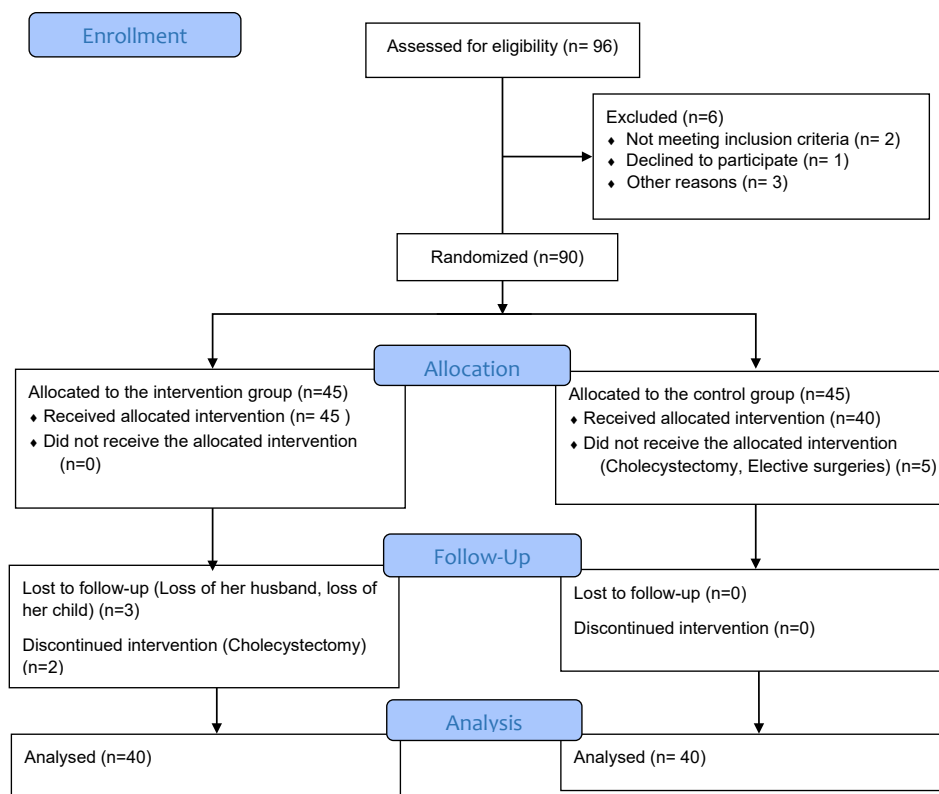 Enrollment
Assessed for eligibility (n= 96)
Excluded (n=6)
♦ Not meeting inclusion criteria (n= 2)
♦ Declined to participate (n= 1)
♦ Other reasons (n= 3)
Randomized (n=90)
Allocation
Allocated to the intervention group (n=45)
♦ Received allocated intervention (n= 45 )
♦ Did not receive the allocated intervention
(n=0)
Allocated to the control group (n=45)
♦ Received allocated intervention (n=40)
♦ Did not receive the allocated intervention
(Cholecystectomy, Elective surgeries) (n=5)
Follow-Up
Lost to follow-up (Loss of her husband, loss of
her child) (n=3)
Discontinued intervention (Cholecystectomy)
(n=2)
Lost to follow-up (n=0)
Discontinued intervention (n=0)
Analysis
Analysed (n=40)
Analysed (n= 40)